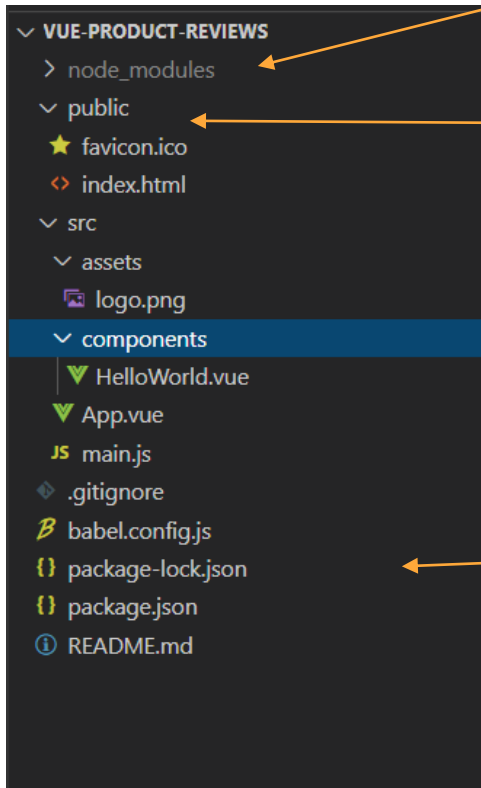 VUE-PRODUCT-REVIEWS
node_modules
public
favicon.ico
index.html
src
assets
logo.png
components
HelloWorld.vue
App.vue
JS main.js
.gitignore
babel.config.js
{} package-lock.json
{} package.json
README.md